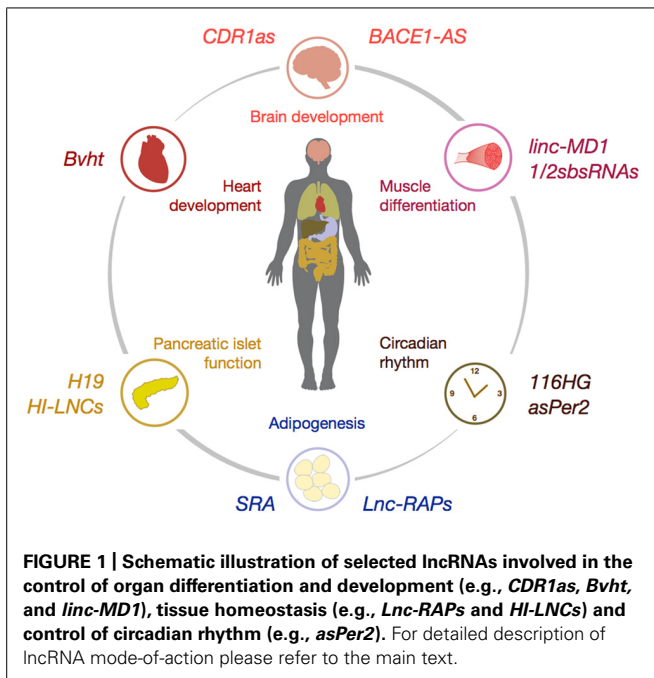 CDR1as
BACE1-AS
Brain development
Bvht
linc-MD1
1/2sbsRNAs
Heart
development
Muscle
differentiation
Pancreatic islet
function
Circadian
rhythm
H19
HI-LNCs
12
9
3
6
116HG
asPer2
Adipogenesis
SRA
Lnc-RAPs
FIGURE 1 | Schematic illustration of selected lncRNAs involved in the
control of organ differentiation and development (e.g., CDR1as, Bvht,
and linc-MD1), tissue homeostasis (e.g., Lnc-RAPs and HI-LNCs) and
control of circadian rhythm (e.g., asPer2). For detailed description of
lncRNA mode-of-action please refer to the main text.